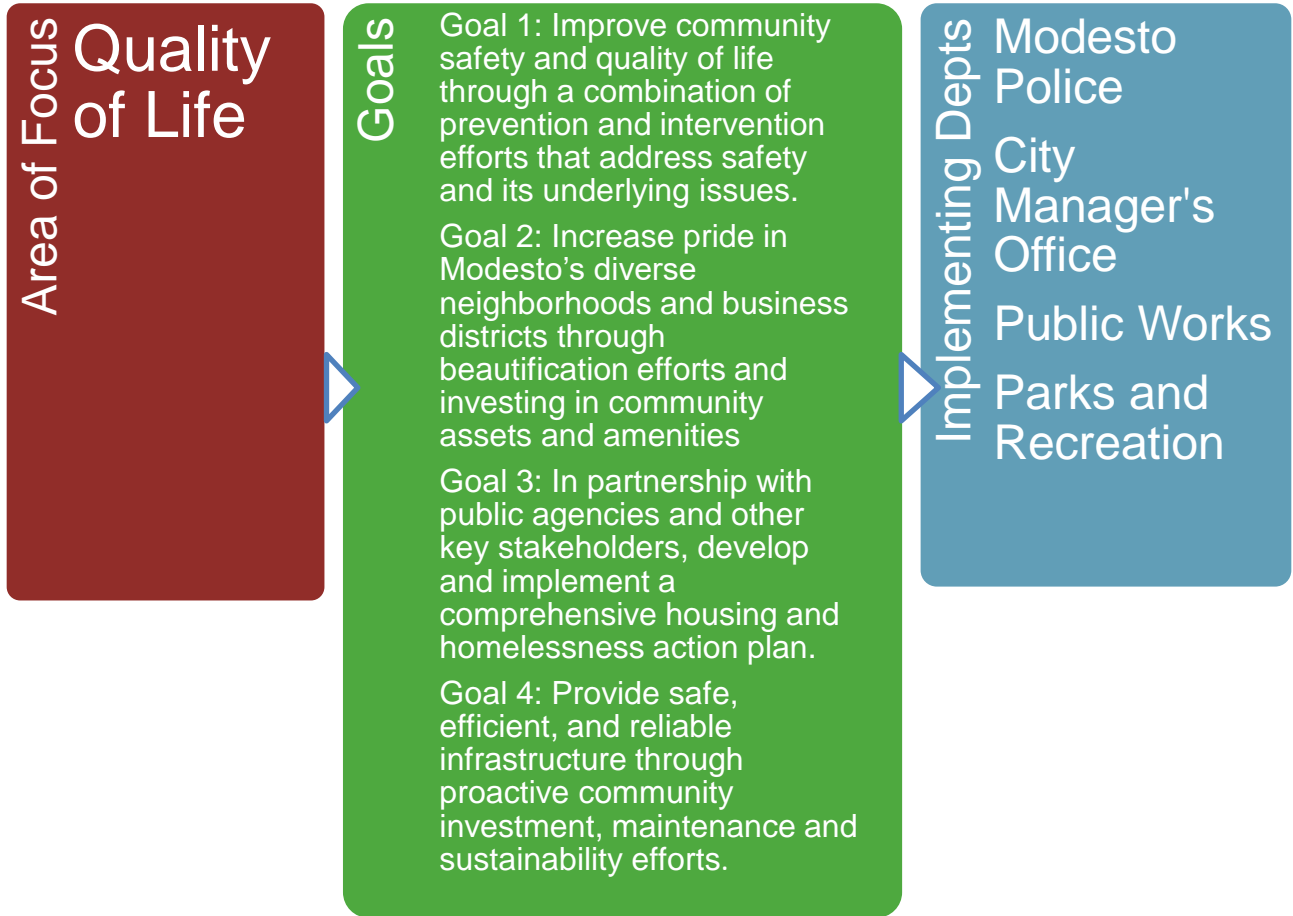 Area of Focus
Quality
of Life
Goals
Goal 1: Improve community
safety and quality of life
through a combination of
prevention and intervention
efforts that address safety
and its underlying issues.
Goal 2: Increase pride in
Modesto’s diverse
neighborhoods and business
districts through
beautification efforts and
investing in community
assets and amenities
Goal 3: In partnership with
public agencies and other
key stakeholders, develop
and implement a
comprehensive housing and
homelessness action plan.
Goal 4: Provide safe,
efficient, and reliable
infrastructure through
proactive community
investment, maintenance and
sustainability efforts.
Implementing Depts
Modesto
Police
City
Manager's
Office
Public Works
Parks and
Recreation